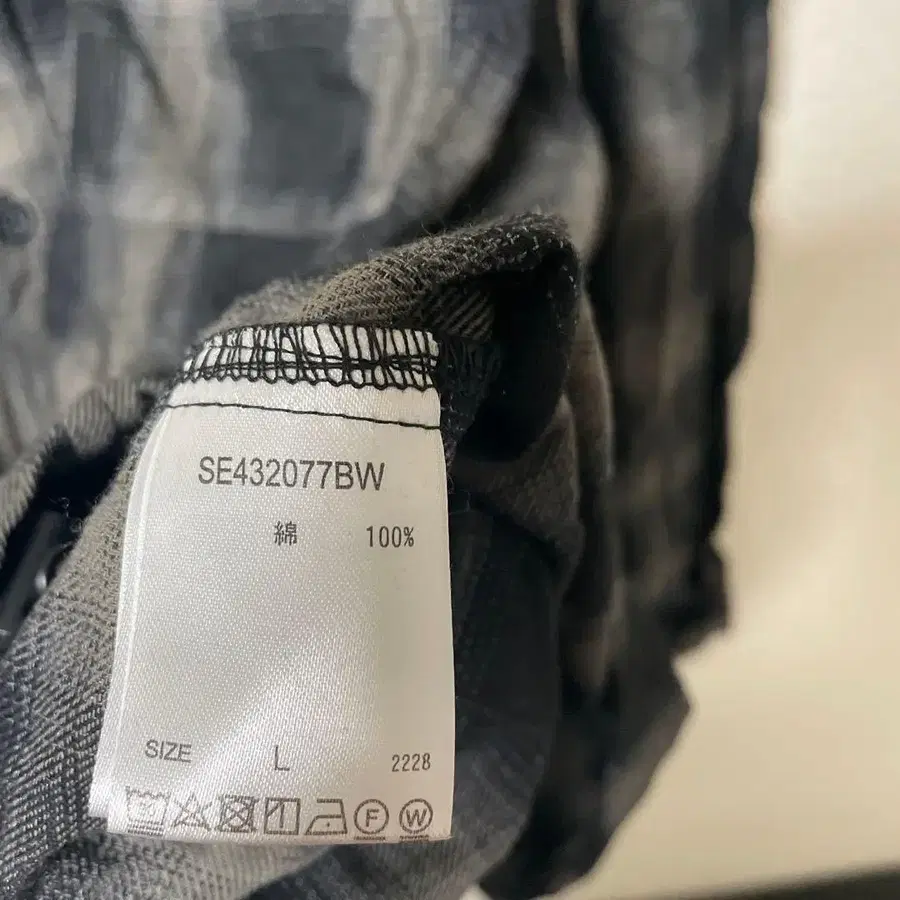 SE432077BW
綿 100%
SIZE L 2228
F W